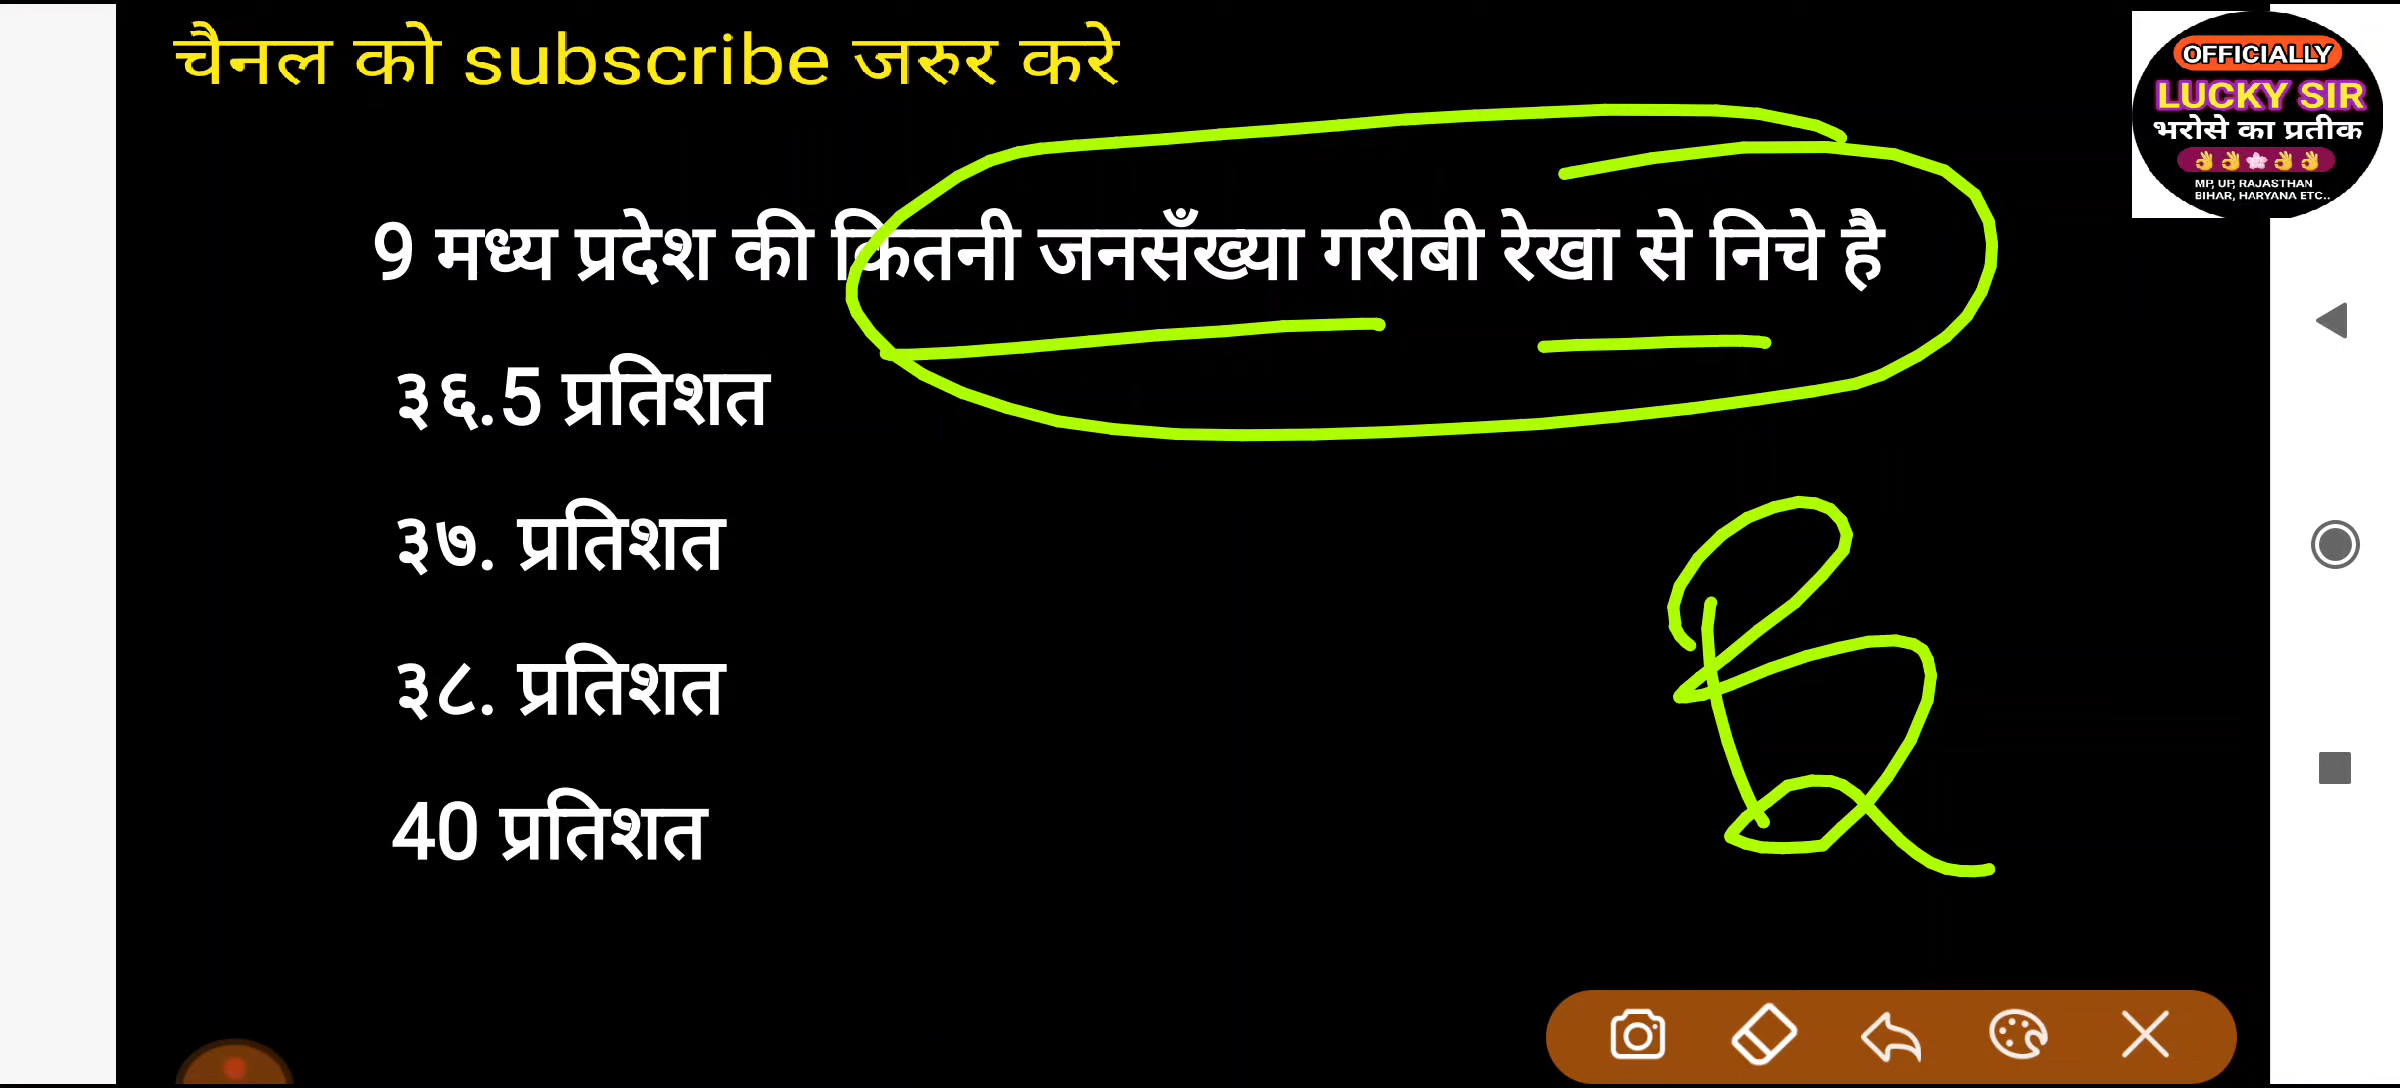 चैनल को subscribe जरुर करे
OFFICIALLY
LUCKY SIR
भरोसे का प्रतीक
MP, UP, RAJASTHAN
BIHAR, HARYANA ETC..
9 मध्य प्रदेश की कितनी जनसँख्या गरीबी रेखा से निचे है
३६.5 प्रतिशत
३७. प्रतिशत
३८. प्रतिशत
40 प्रतिशत